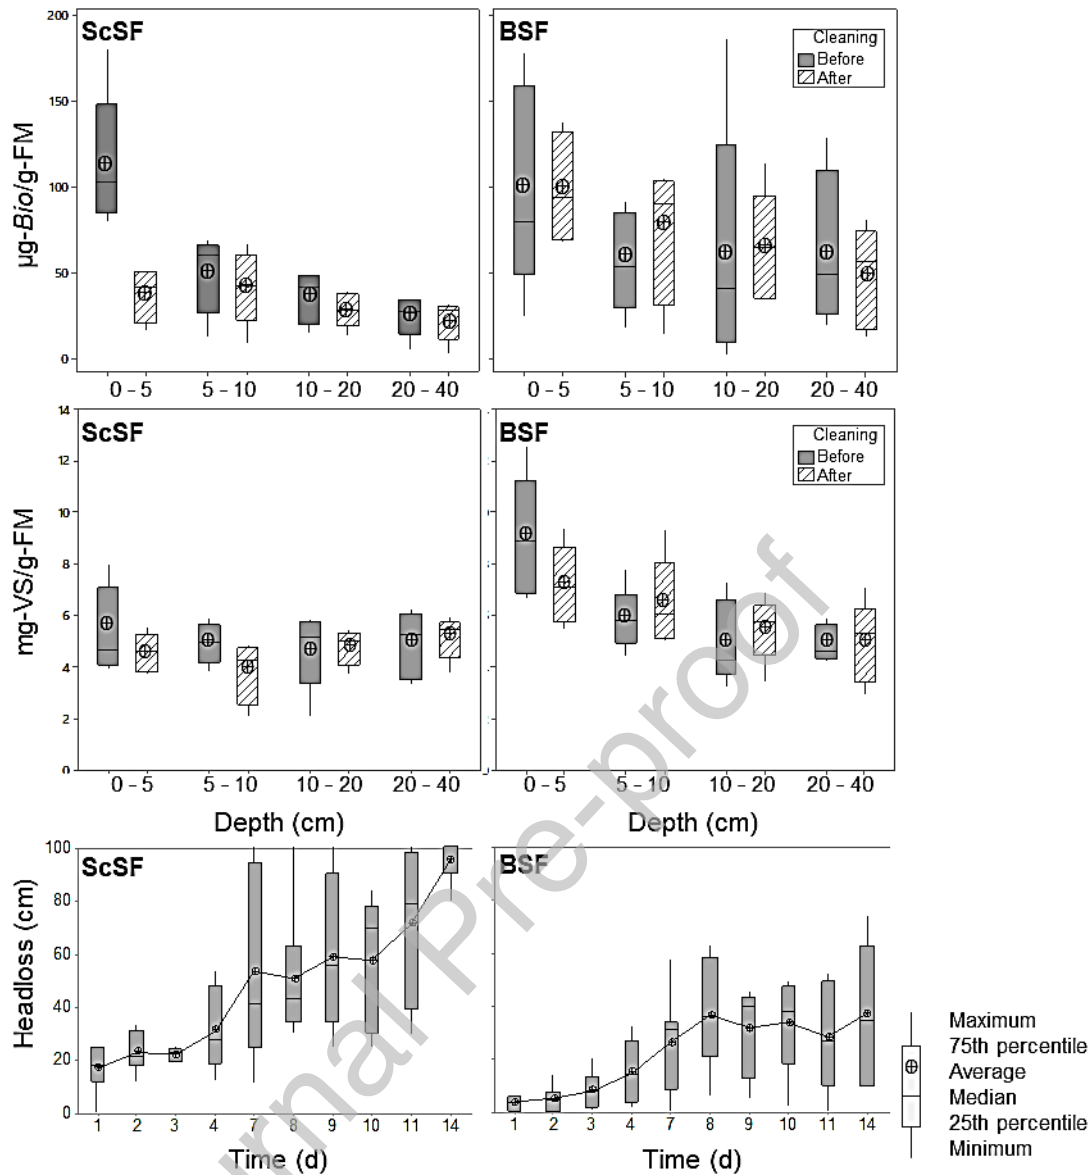 ScSF
BSF
Cleaning
Before
After
200
150
100
50
0
µg-Bio/g-FM
0 - 5
5 - 10
10 - 20
20 - 40
0 - 5
5 - 10
10 - 20
20 - 40
ScSF
BSF
Cleaning
Before
After
14
12
10
8
6
4
2
0
mg-VS/g-FM
0 - 5
5 - 10
10 - 20
20 - 40
0 - 5
5 - 10
10 - 20
20 - 40
Depth (cm)
Depth (cm)
ScSF
BSF
100
80
60
40
20
0
Headloss (cm)
1 2 3 4 7 8 9 10 11 14
1 2 3 4 7 8 9 10 11 14
Time (d)
Time (d)
Maximum
75th percentile
Average
Median
25th percentile
Minimum
rnal Pre-proof